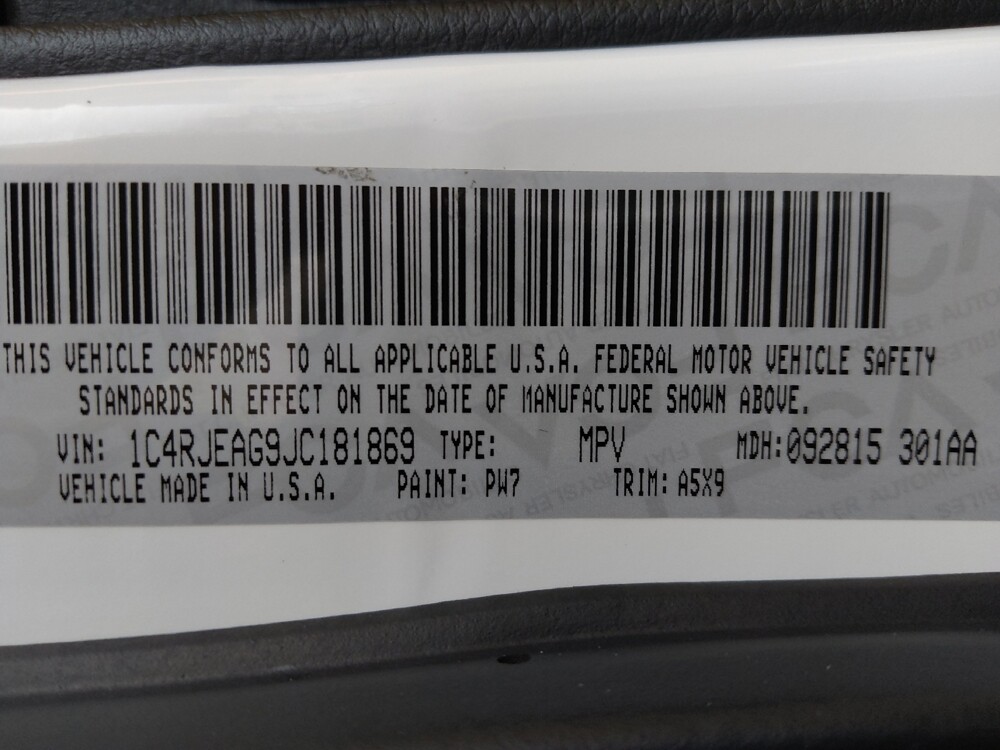 THIS VEHICLE CONFORMS TO ALL APPLICABLE U.S.A. FEDERAL MOTOR VEHICLE SAFETY
STANDARDS IN EFFECT ON THE DATE OF MANUFACTURE SHOWN ABOVE.
VIN: 1C4RJEAG9JC181869 TYPE: MPV MDH:092815 301AA
VEHICLE MADE IN U.S.A. PAINT: PW7 TRIM: A5X9